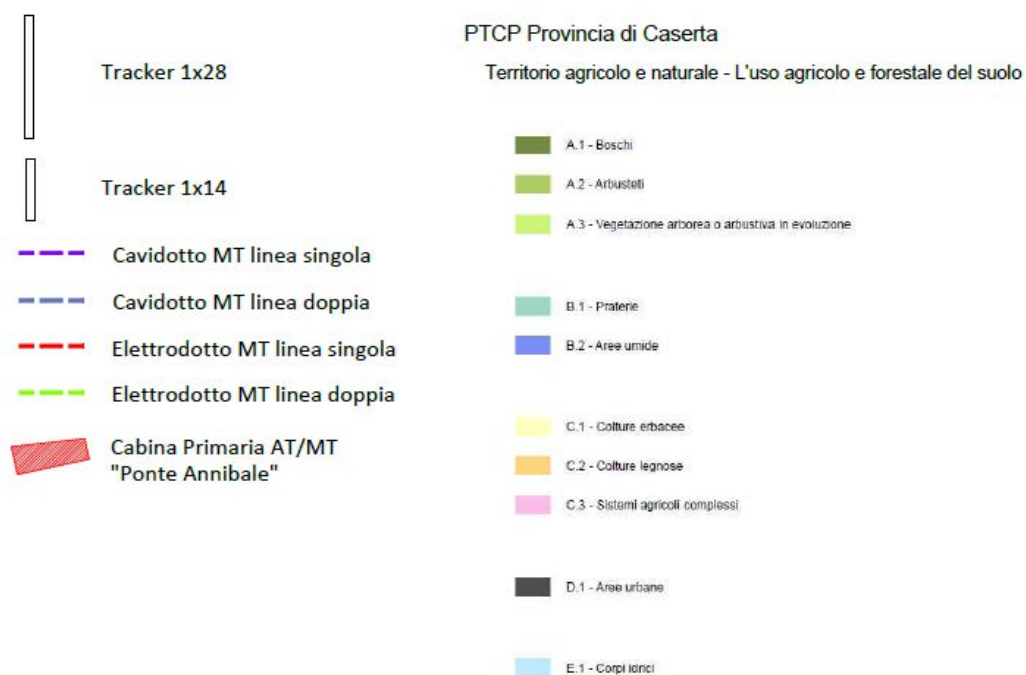 Tracker 1x28
Tracker 1x14
Cavidotto MT linea singola
Cavidotto MT linea doppia
Elettrodotto MT linea singola
Elettrodotto MT linea doppia
Cabina Primaria AT/MT
"Ponte Annibale"
PTCP Provincia di Caserta
Territorio agricolo e naturale - L'uso agricolo e forestale del suolo
A.1 - Boschi
A.2 - Arbusteti
A.3 - Vegetazione arborea o arbustiva in evoluzione
B.1 - Praterie
B.2 - Aree umide
C.1 - Colture erbacee
C.2 - Colture legnose
C.3 - Sistemi agricoli complessi
D.1 - Aree urbane
E.1 - Corpi idrici